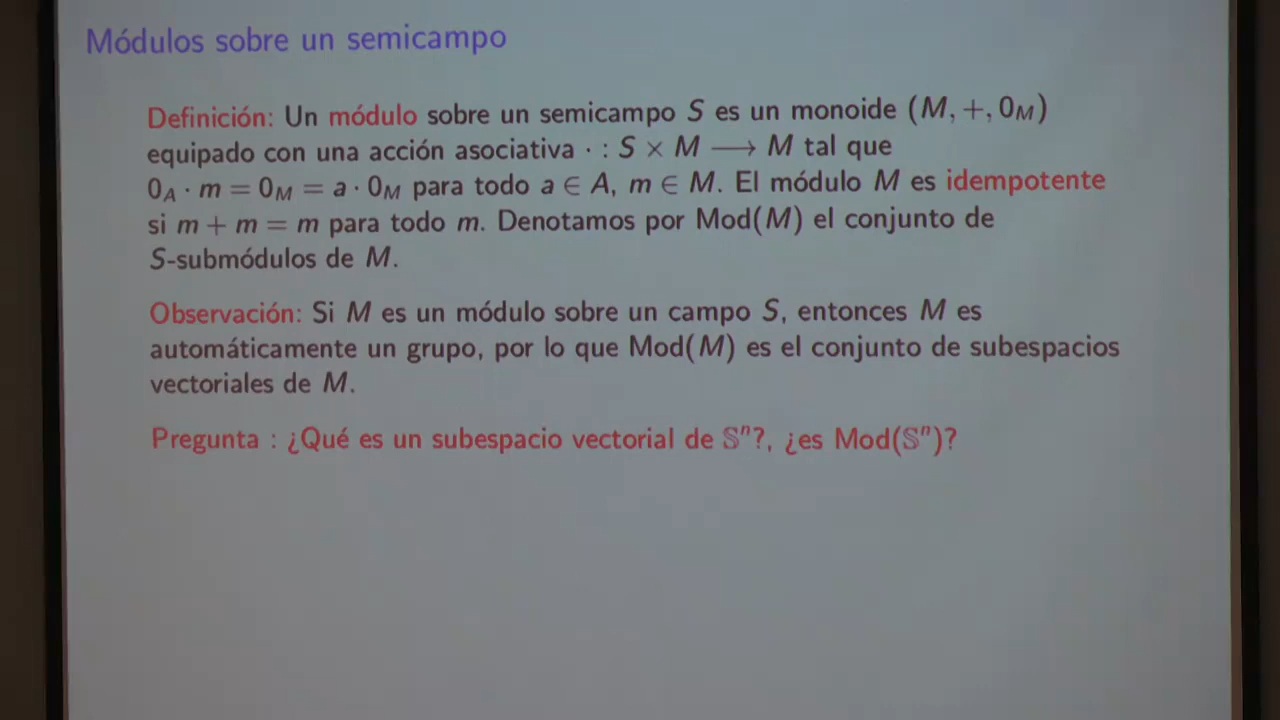 Módulos sobre un semicampo
Definición: Un módulo sobre un semicampo S es un monoide (M, +, 0_M)
equipado con una acción asociativa · : S × M ⟶ M tal que
0_A · m = 0_M = a · 0_M para todo a ∈ A, m ∈ M. El módulo M es idempotente
si m + m = m para todo m. Denotamos por Mod(M) el conjunto de
S-submódulos de M.
Observación: Si M es un módulo sobre un campo S, entonces M es
automáticamente un grupo, por lo que Mod(M) es el conjunto de subespacios
vectoriales de M.
Pregunta : ¿Qué es un subespacio vectorial de 𝕊ⁿ?, ¿es Mod(𝕊ⁿ)?